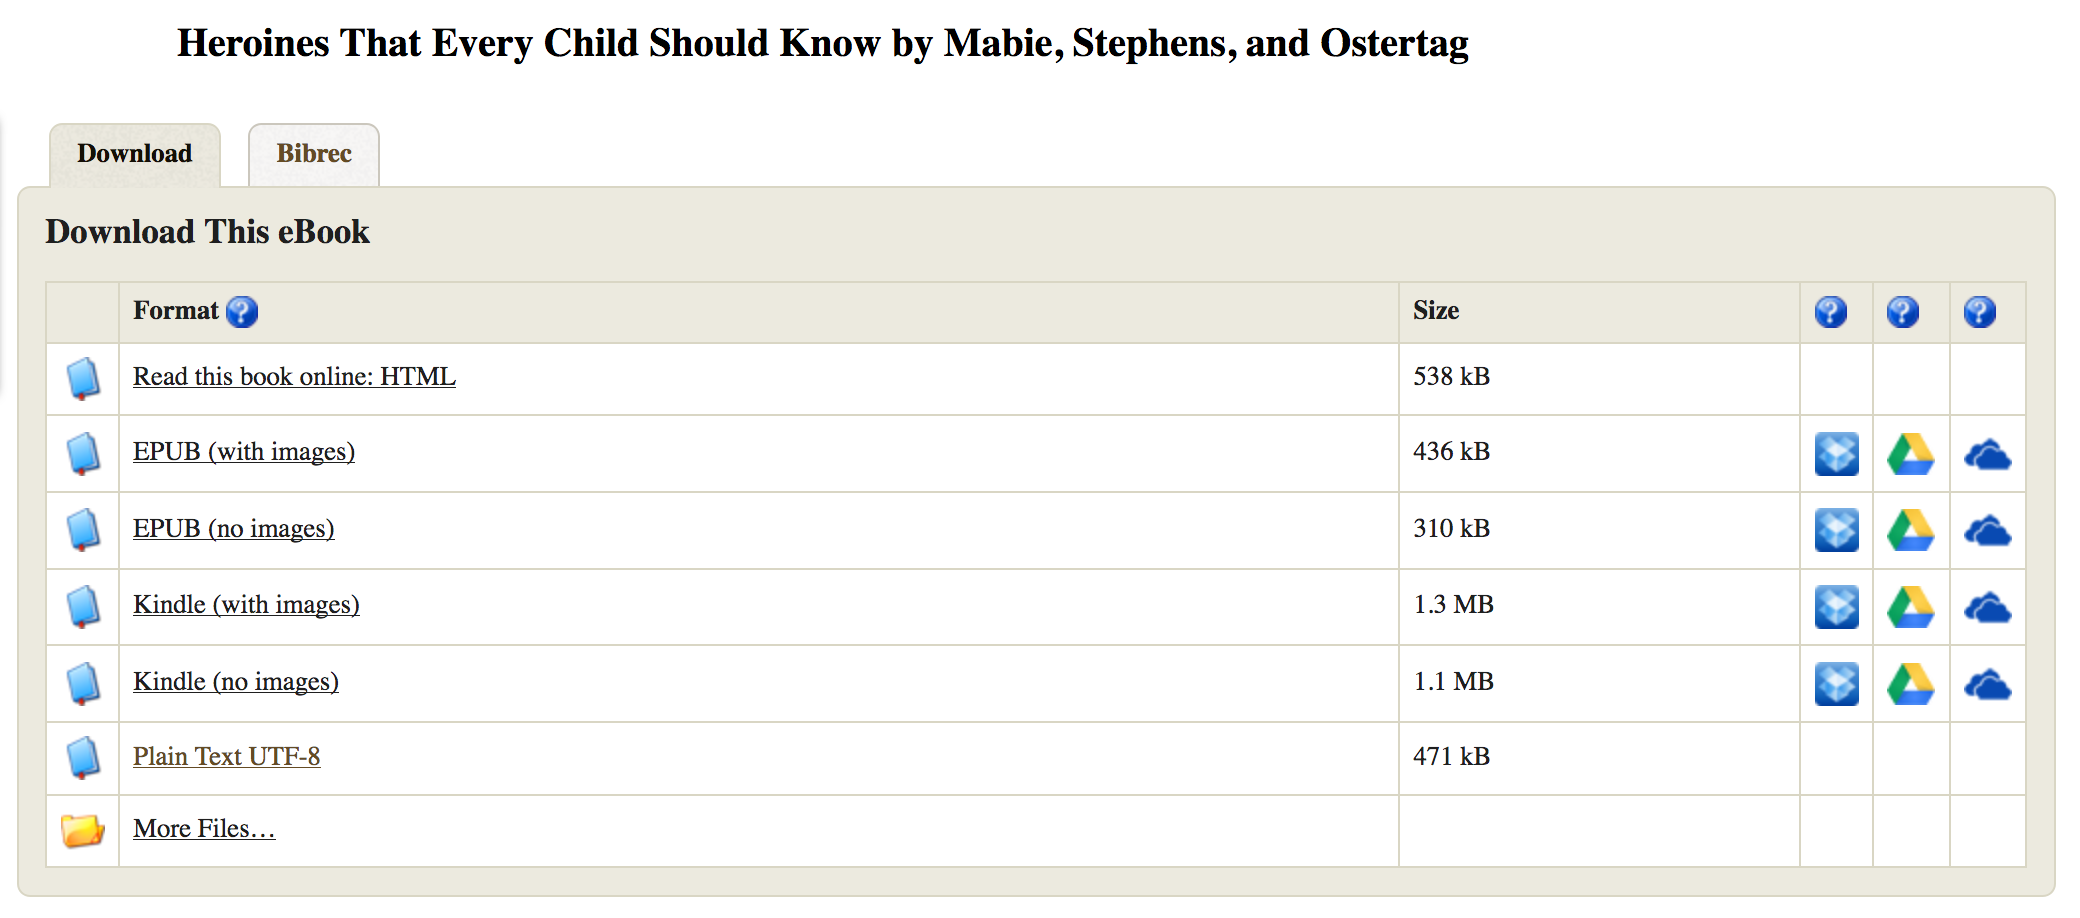 Heroines That Every Child Should Know by Mabie, Stephens, and Ostertag
Download Bibrec
Download This eBook
Format ? Size ? ? ?
Read this book online: HTML 538 kB
EPUB (with images) 436 kB
EPUB (no images) 310 kB
Kindle (with images) 1.3 MB
Kindle (no images) 1.1 MB
Plain Text UTF-8 471 kB
More Files…